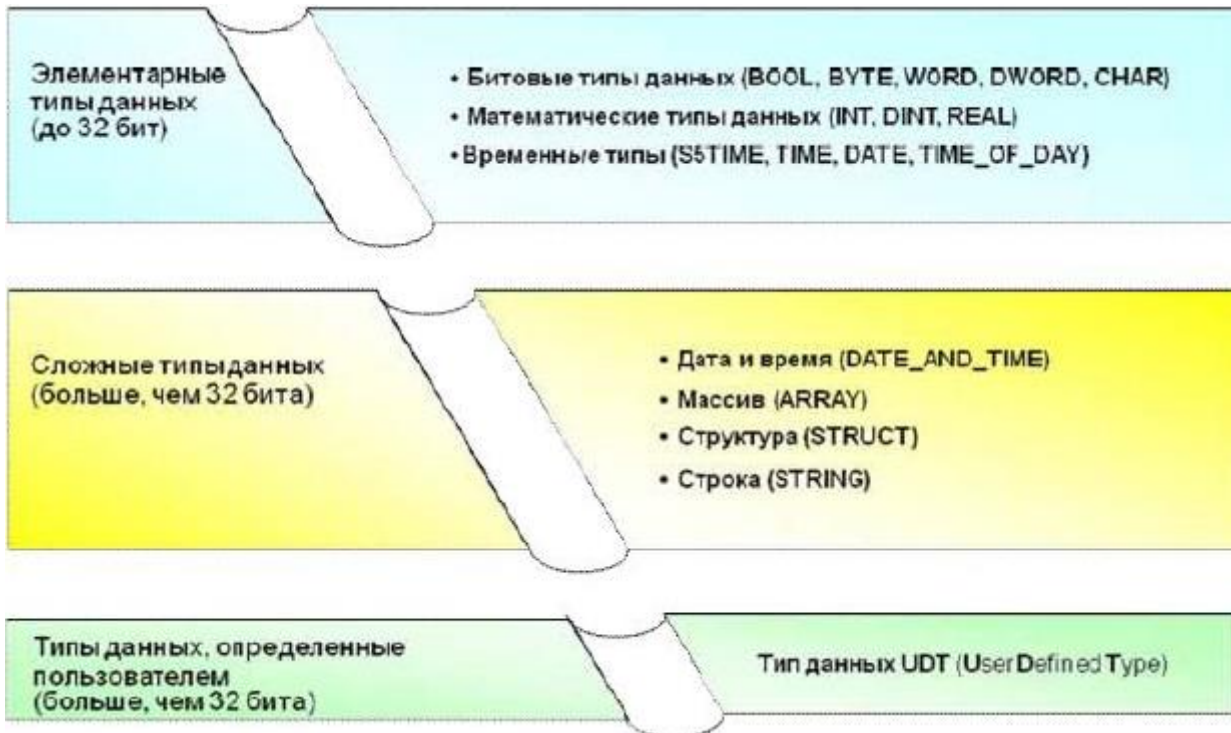 Элементарные
типы данных
(до 32 бит)
• Битовые типы данных (BOOL, BYTE, WORD, DWORD, CHAR)
• Математические типы данных (INT, DINT, REAL)
• Временные типы (S5TIME, TIME, DATE, TIME_OF_DAY)
Сложные типы данных
(больше, чем 32 бита)
• Дата и время (DATE_AND_TIME)
• Массив (ARRAY)
• Структура (STRUCT)
• Строка (STRING)
Типы данных, определенные
пользователем
(больше, чем 32 бита)
Тип данных UDT (User Defined Type)